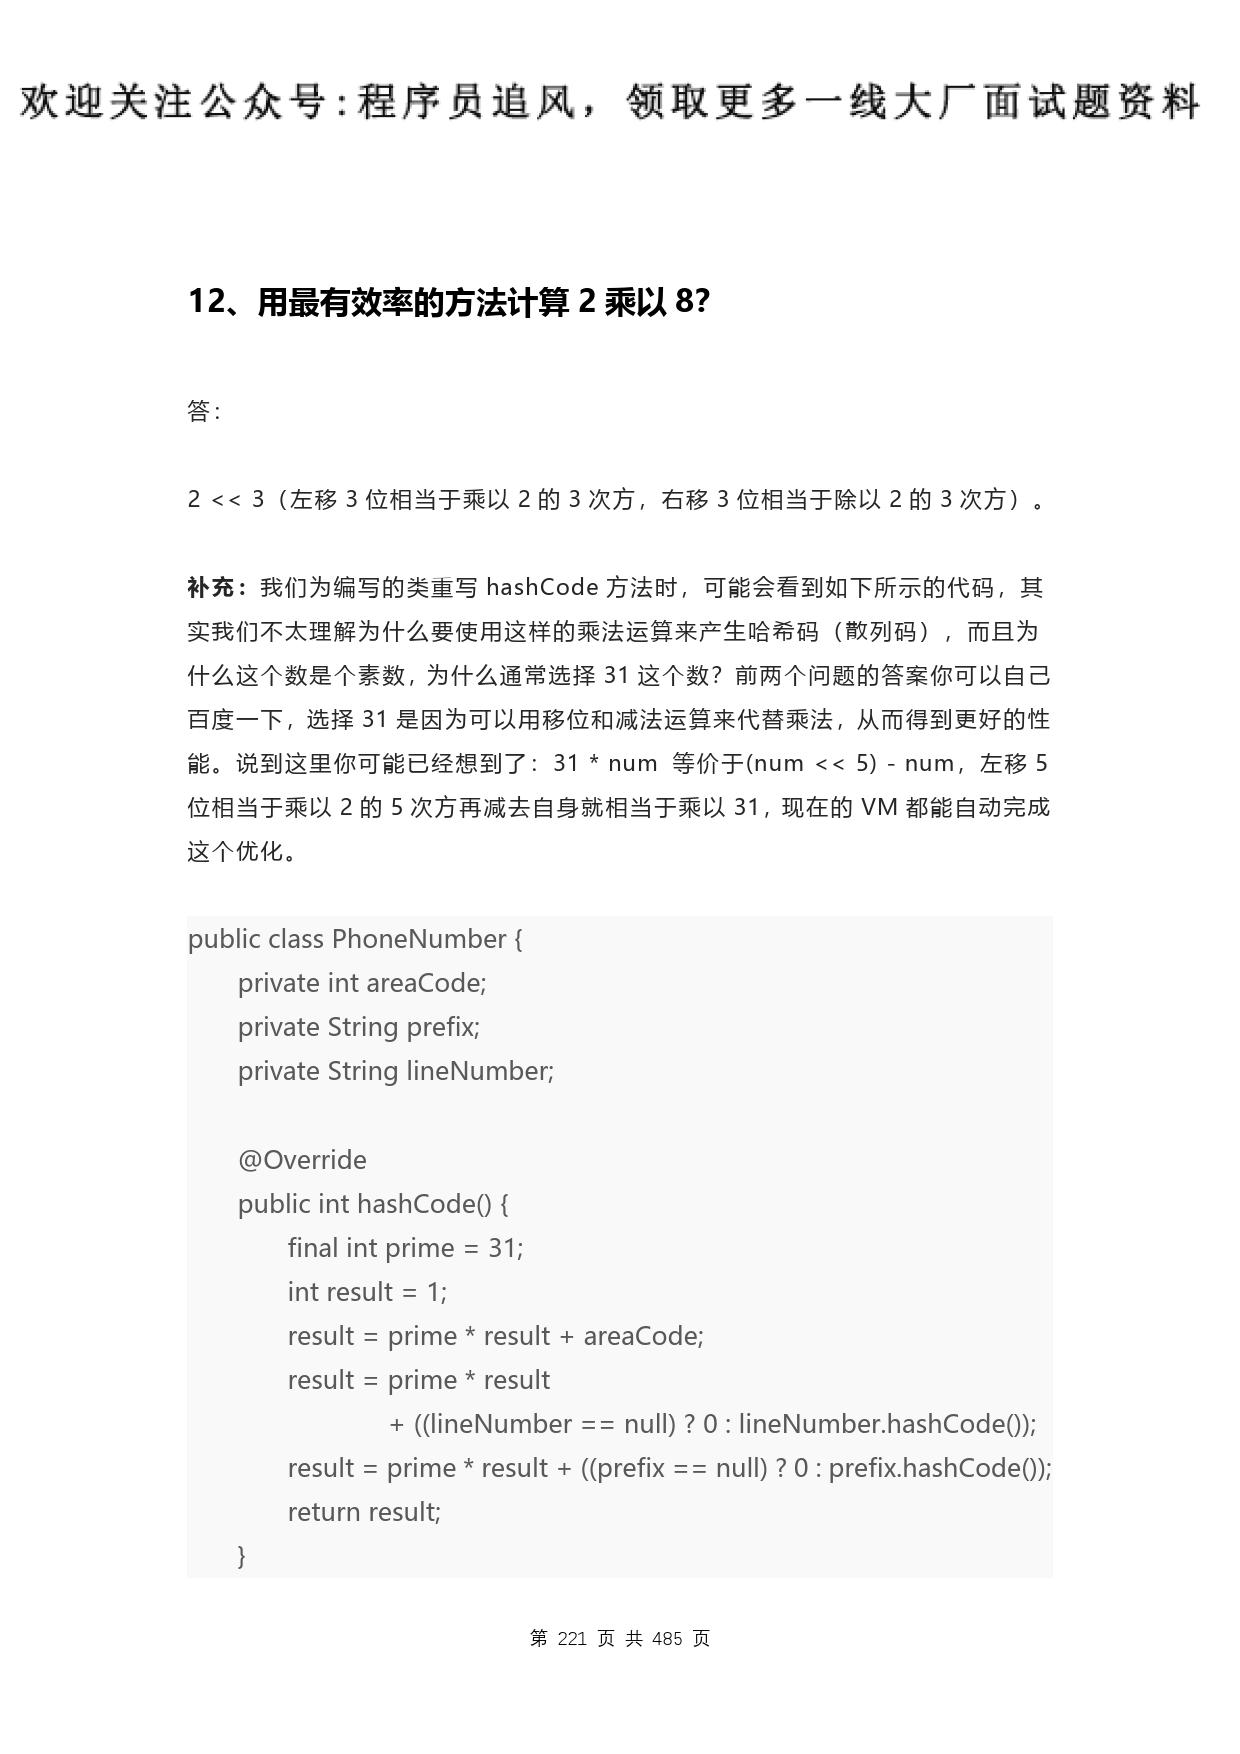 欢迎关注公众号:程序员追风，领取更多一线大厂面试题资料
12、用最有效率的方法计算 2 乘以 8？
答：
2 << 3（左移 3 位相当于乘以 2 的 3 次方，右移 3 位相当于除以 2 的 3 次方）。
补充：我们为编写的类重写 hashCode 方法时，可能会看到如下所示的代码，其
实我们不太理解为什么要使用这样的乘法运算来产生哈希码（散列码），而且为
什么这个数是个素数，为什么通常选择 31 这个数？前两个问题的答案你可以自己
百度一下，选择 31 是因为可以用移位和减法运算来代替乘法，从而得到更好的性
能。说到这里你可能已经想到了：31 * num 等价于(num << 5) - num，左移 5
位相当于乘以 2 的 5 次方再减去自身就相当于乘以 31，现在的 VM 都能自动完成
这个优化。
public class PhoneNumber {
private int areaCode;
private String prefix;
private String lineNumber;
@Override
public int hashCode() {
final int prime = 31;
int result = 1;
result = prime * result + areaCode;
result = prime * result
+ ((lineNumber == null) ? 0 : lineNumber.hashCode());
result = prime * result + ((prefix == null) ? 0 : prefix.hashCode());
return result;
}
第 221 页 共 485 页